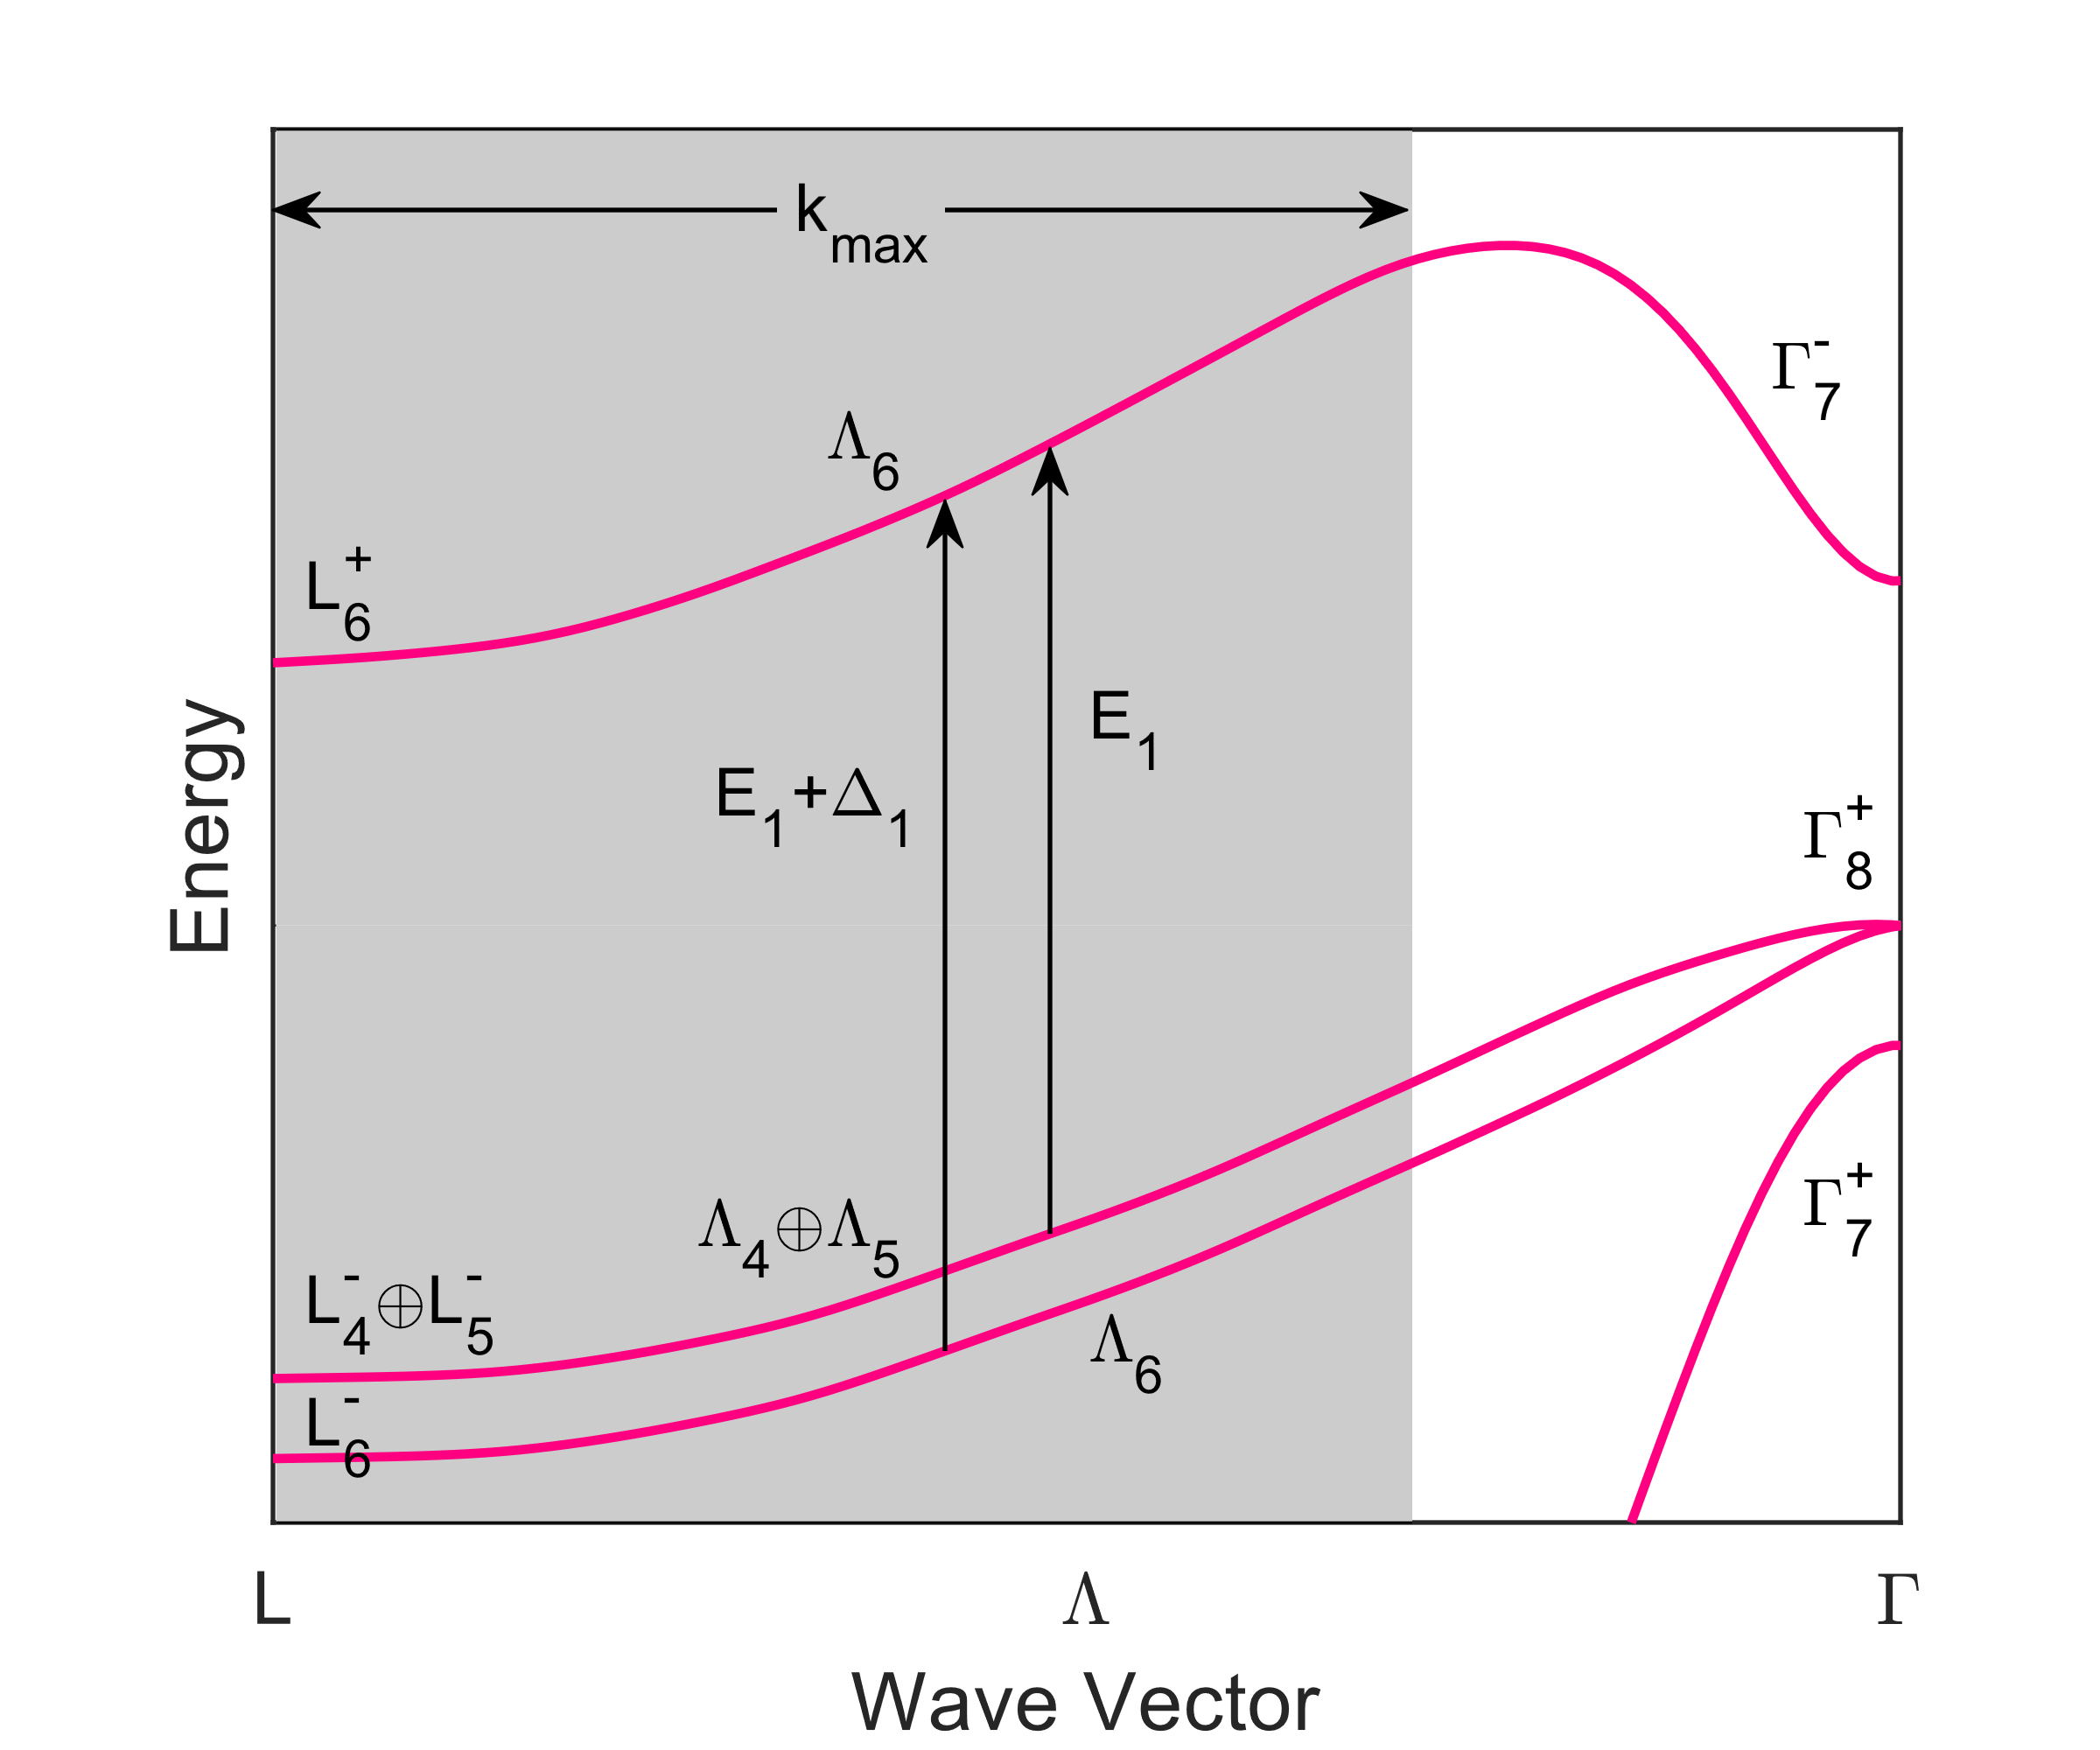 k_max
Γ₇⁻
Λ₆
L₆⁺
E₁
E₁+Δ₁
Γ₈⁺
Energy
Γ₇⁺
Λ₄⊕Λ₅
L₄⁻⊕L₅⁻
Λ₆
L₆⁻
L Λ Γ
Wave Vector